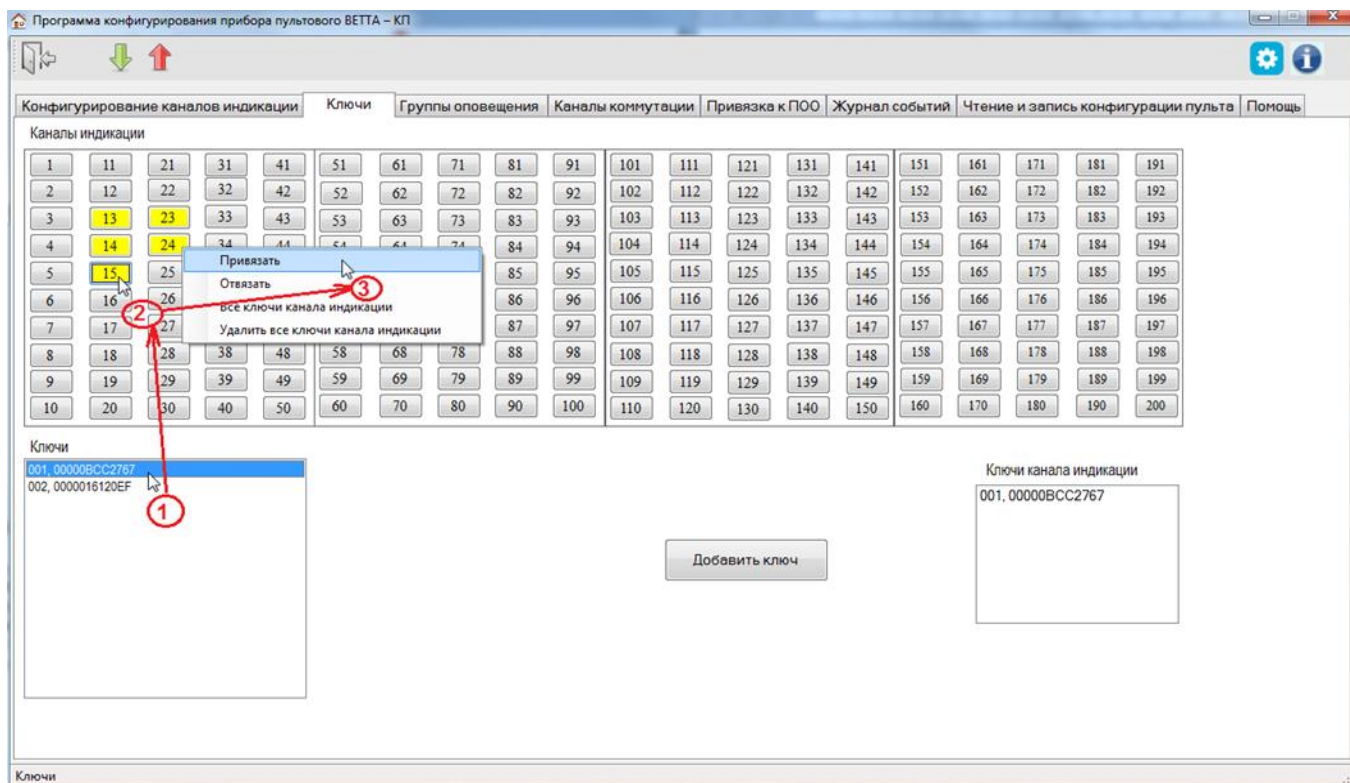 Программа конфигурирования прибора пультового ВЕТТА – КП
Конфигурирование каналов индикации Ключи Группы оповещения Каналы коммутации Привязка к ПОО Журнал событий Чтение и запись конфигурации пульта Помощь
Каналы индикации
1 11 21 31 41 51 61 71 81 91 101 111 121 131 141 151 161 171 181 191
2 12 22 32 42 52 62 72 82 92 102 112 122 132 142 152 162 172 182 192
3 13 23 33 43 53 63 73 83 93 103 113 123 133 143 153 163 173 183 193
4 14 24 34 44 54 64 74 84 94 104 114 124 134 144 154 164 174 184 194
Привязать
5 15 25 85 95 105 115 125 135 145 155 165 175 185 195
Отвязать
3
6 16 26 86 96 106 116 126 136 146 156 166 176 186 196
2
Все ключи канала индикации
7 17 27 87 97 107 117 127 137 147 157 167 177 187 197
Удалить все ключи канала индикации
8 18 28 38 48 58 68 78 88 98 108 118 128 138 148 158 168 178 188 198
9 19 29 39 49 59 69 79 89 99 109 119 129 139 149 159 169 179 189 199
10 20 30 40 50 60 70 80 90 100 110 120 130 140 150 160 170 180 190 200
Ключи
001, 00000BCC2767
002, 0000016120EF
1
Добавить ключ
Ключи канала индикации
001, 00000BCC2767
Ключи